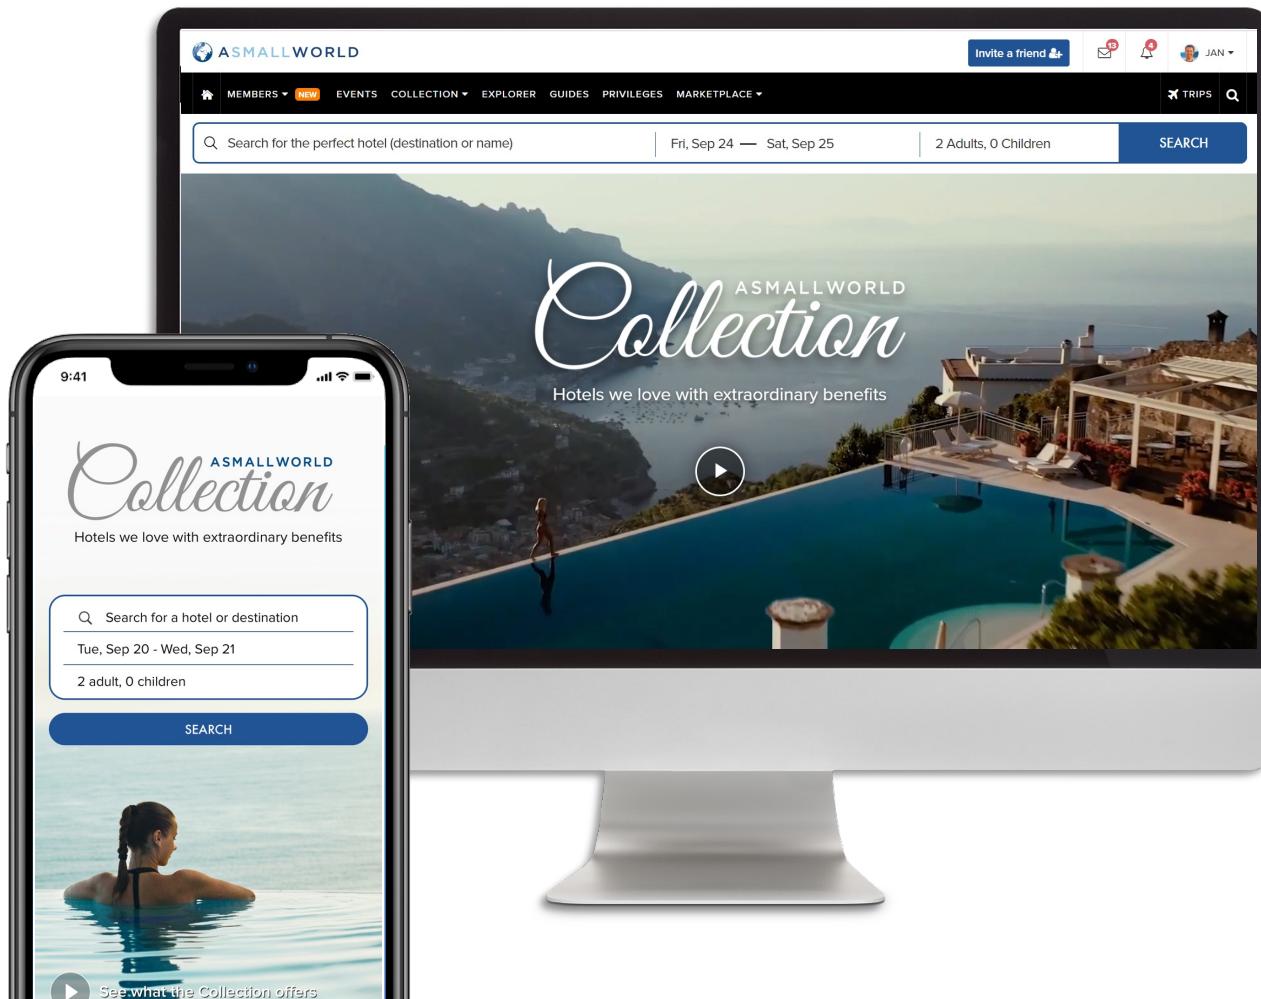 ASMALLWORLD
Invite a friend
13
4
JAN
MEMBERS NEW EVENTS COLLECTION EXPLORER GUIDES PRIVILEGES MARKETPLACE TRIPS
Search for the perfect hotel (destination or name) Fri, Sep 24 — Sat, Sep 25 2 Adults, 0 Children SEARCH
ASMALLWORLD
Collection
Hotels we love with extraordinary benefits
9:41
ASMALLWORLD
Collection
Hotels we love with extraordinary benefits
Search for a hotel or destination
Tue, Sep 20 - Wed, Sep 21
2 adult, 0 children
SEARCH
See what the Collection offers